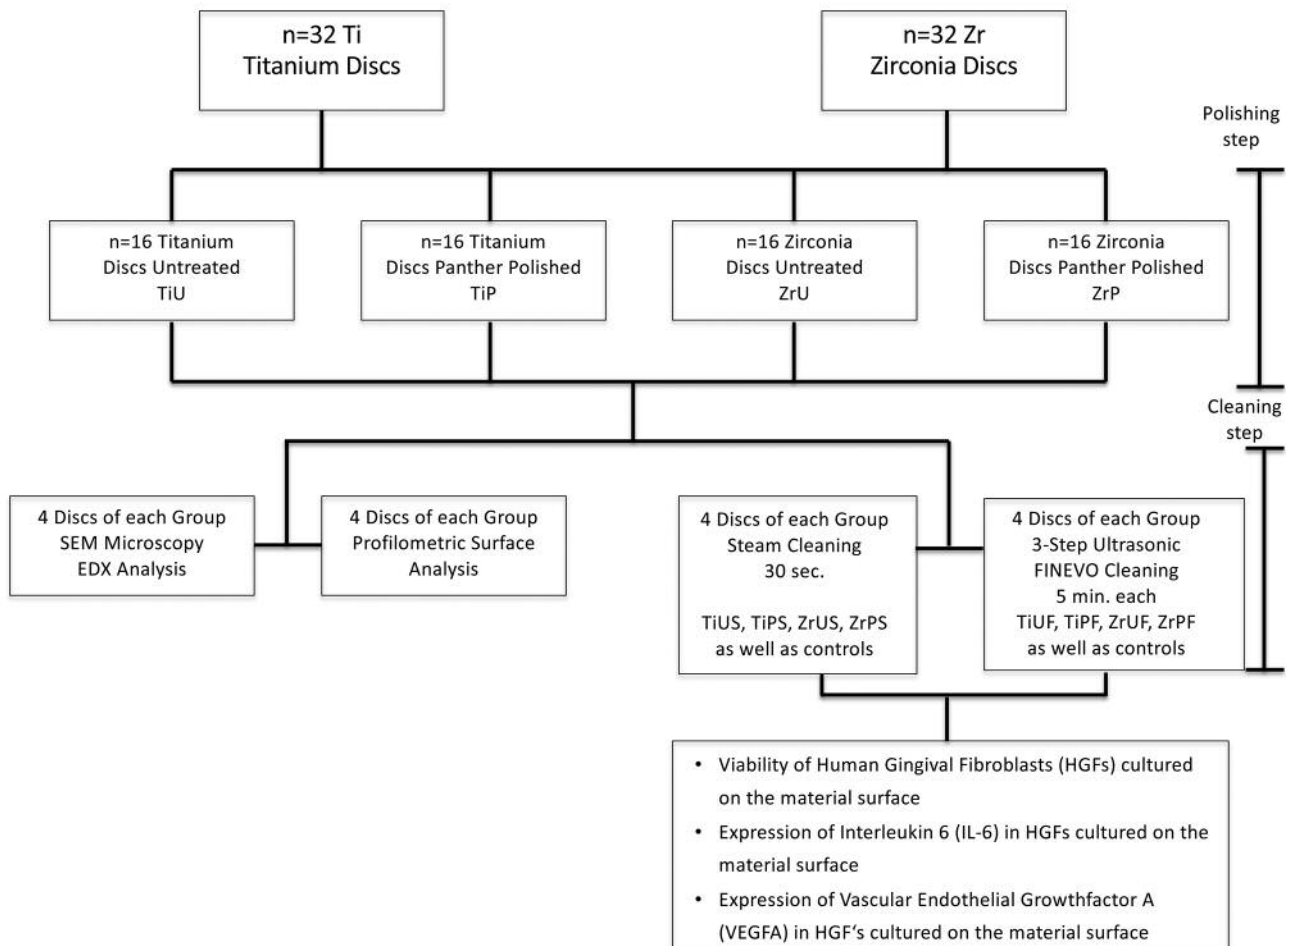 n=32 Ti
Titanium Discs
n=32 Zr
Zirconia Discs
Polishing
step
n=16 Titanium
Discs Untreated
TiU
n=16 Titanium
Discs Panther Polished
TiP
n=16 Zirconia
Discs Untreated
ZrU
n=16 Zirconia
Discs Panther Polished
ZrP
Cleaning
step
4 Discs of each Group
SEM Microscopy
EDX Analysis
4 Discs of each Group
Profilometric Surface
Analysis
4 Discs of each Group
Steam Cleaning
30 sec.
TiUS, TiPS, ZrUS, ZrPS
as well as controls
4 Discs of each Group
3-Step Ultrasonic
FINEVO Cleaning
5 min. each
TiUF, TiPF, ZrUF, ZrPF
as well as controls
• Viability of Human Gingival Fibroblasts (HGFs) cultured
on the material surface
• Expression of Interleukin 6 (IL-6) in HGFs cultured on the
material surface
• Expression of Vascular Endothelial Growthfactor A
(VEGFA) in HGF‘s cultured on the material surface